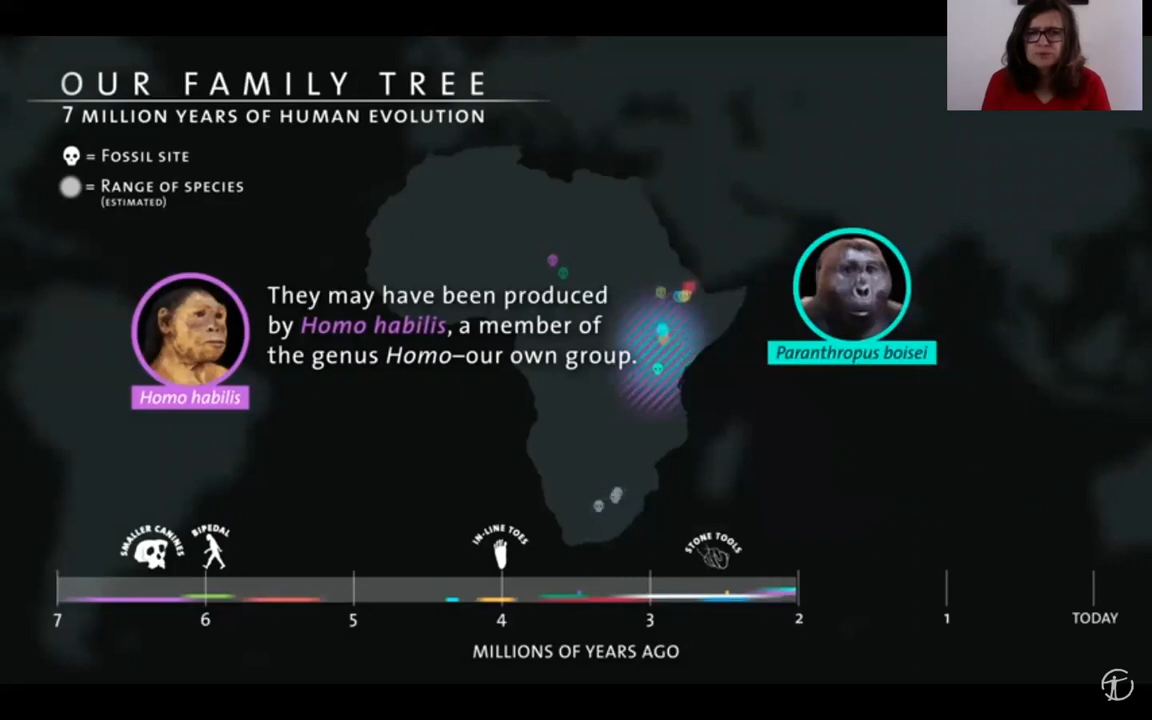 OUR FAMILY TREE
7 MILLION YEARS OF HUMAN EVOLUTION
= FOSSIL SITE
= RANGE OF SPECIES
(ESTIMATED)
They may have been produced
by Homo habilis, a member of
the genus Homo–our own group.
Homo habilis
Paranthropus boisei
SMALLER CANINES
BIPEDAL
IN-LINE TOES
STONE TOOLS
7 6 5 4 3 2 1 TODAY
MILLIONS OF YEARS AGO